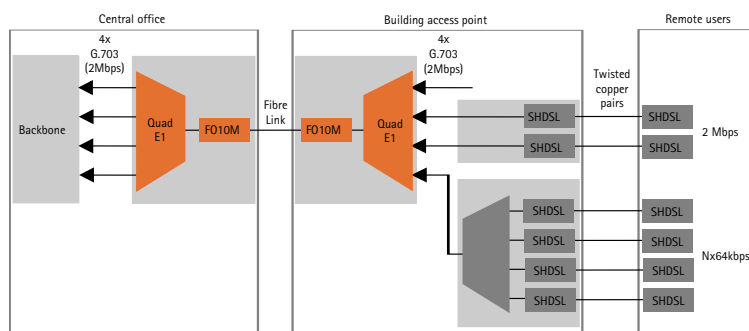 Central office
Building access point
Remote users
4x
G.703
(2Mbps)
4x
G.703
(2Mbps)
Backbone
Quad
E1
FO10M
Fibre
Link
FO10M
Quad
E1
Twisted
copper
pairs
SHDSL
SHDSL
SHDSL
SHDSL
2 Mbps
SHDSL
SHDSL
SHDSL
SHDSL
SHDSL
SHDSL
SHDSL
SHDSL
Nx64kbps